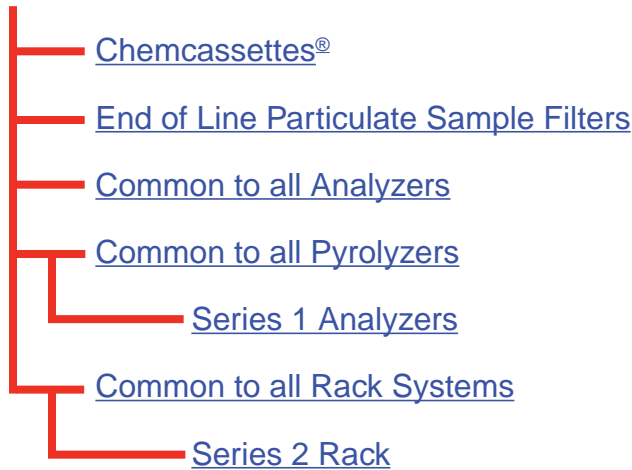 Chemcassettes®
End of Line Particulate Sample Filters
Common to all Analyzers
Common to all Pyrolyzers
Series 1 Analyzers
Common to all Rack Systems
Series 2 Rack